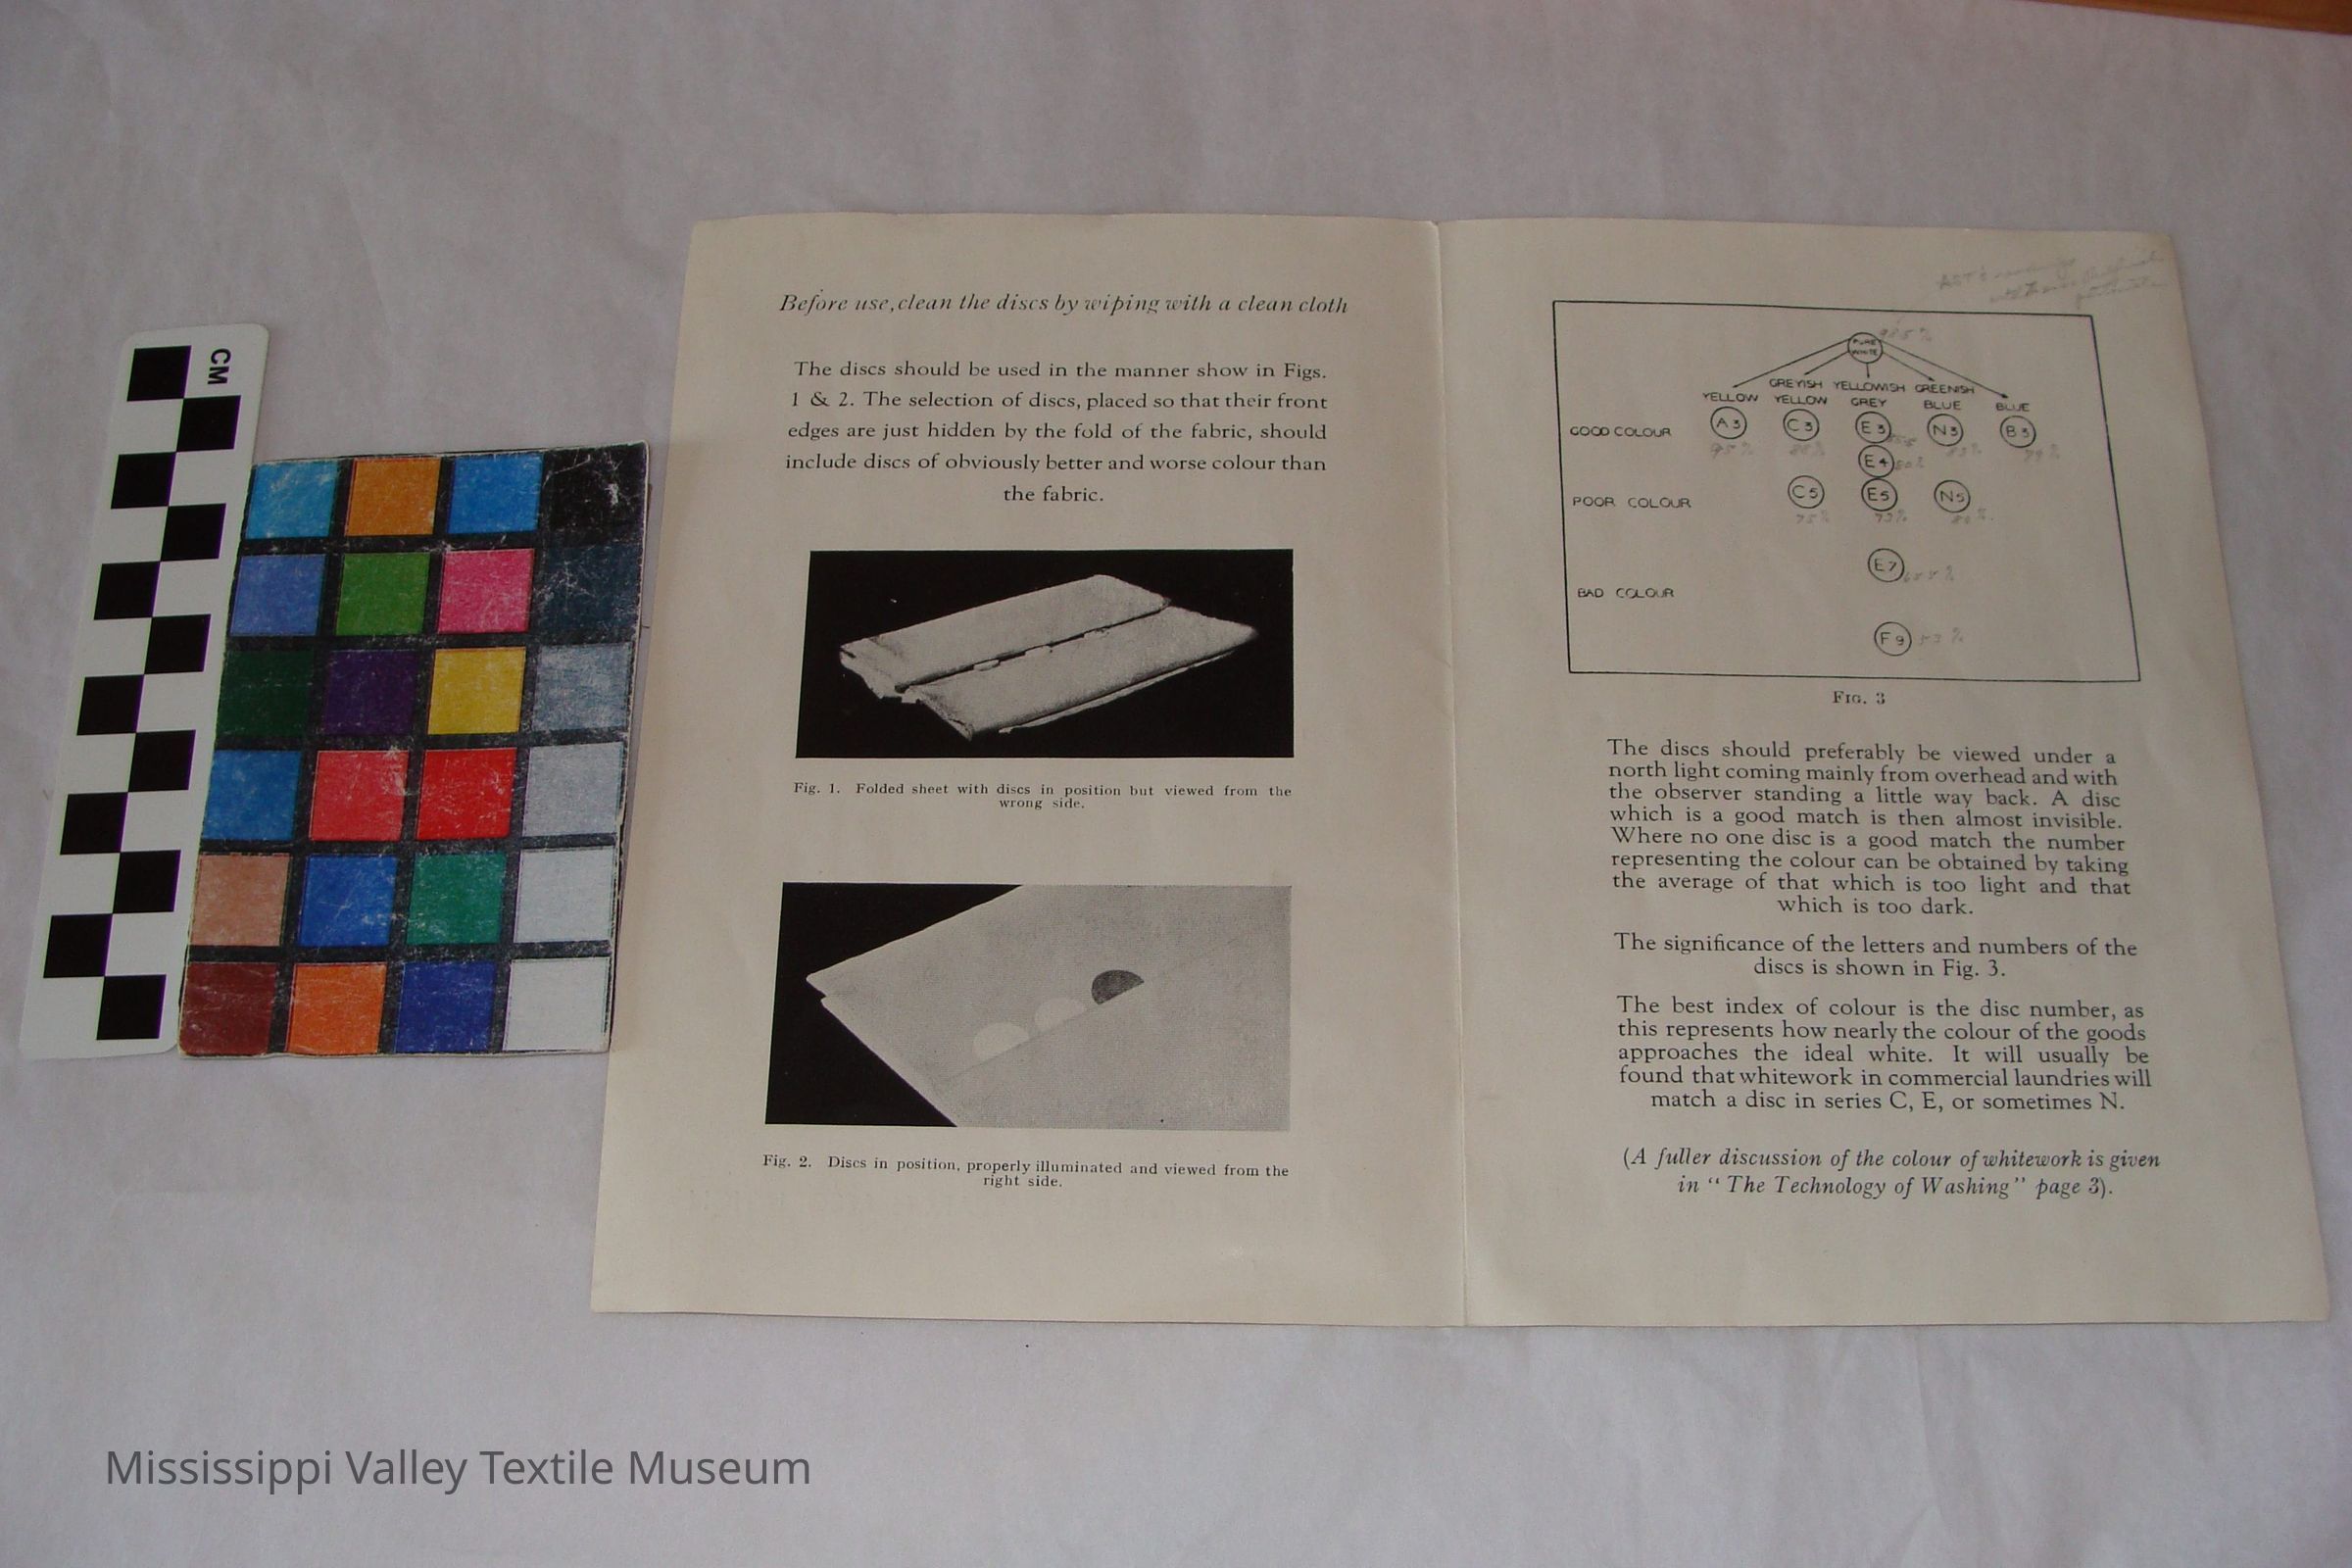 CM
Before use, clean the discs by wiping with a clean cloth
The discs should be used in the manner show in Figs.
1 & 2. The selection of discs, placed so that their front
edges are just hidden by the fold of the fabric, should
include discs of obviously better and worse colour than
the fabric.
Fig. 1. Folded sheet with discs in position but viewed from the
wrong side.
Fig. 2. Discs in position, properly illuminated and viewed from the
right side.
PURE
WHITE
GREYISH YELLOWISH GREENISH
YELLOW YELLOW GREY BLUE BLUE
GOOD COLOUR A3 C3 E3 N3 B3
E4
POOR COLOUR C5 E5 N5
75%
E7
BAD COLOUR
F9 53%
FIG. 3
The discs should preferably be viewed under a
north light coming mainly from overhead and with
the observer standing a little way back. A disc
which is a good match is then almost invisible.
Where no one disc is a good match the number
representing the colour can be obtained by taking
the average of that which is too light and that
which is too dark.
The significance of the letters and numbers of the
discs is shown in Fig. 3.
The best index of colour is the disc number, as
this represents how nearly the colour of the goods
approaches the ideal white. It will usually be
found that whitework in commercial laundries will
match a disc in series C, E, or sometimes N.
(A fuller discussion of the colour of whitework is given
in “ The Technology of Washing ” page 3).
Mississippi Valley Textile Museum